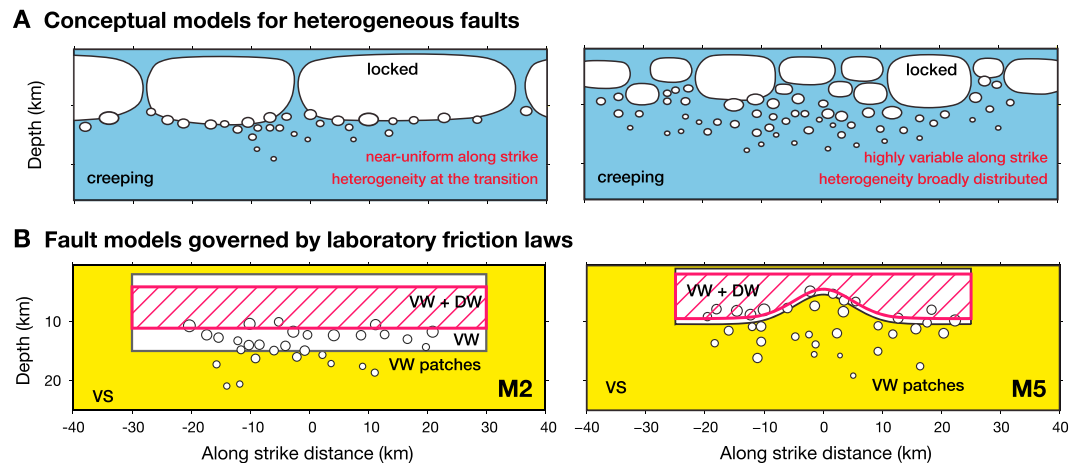 A Conceptual models for heterogeneous faults
Depth (km)
locked
near-uniform along strike
heterogeneity at the transition
creeping
locked
highly variable along strike
heterogeneity broadly distributed
creeping
B Fault models governed by laboratory friction laws
Depth (km)
10
20
VW + DW
VW
VW patches
VS
M2
-40 -30 -20 -10 0 10 20 30 40
Along strike distance (km)
VW + DW
VW patches
VS
M5
−40 −30 −20 −10 0 10 20 30 40
Along strike distance (km)